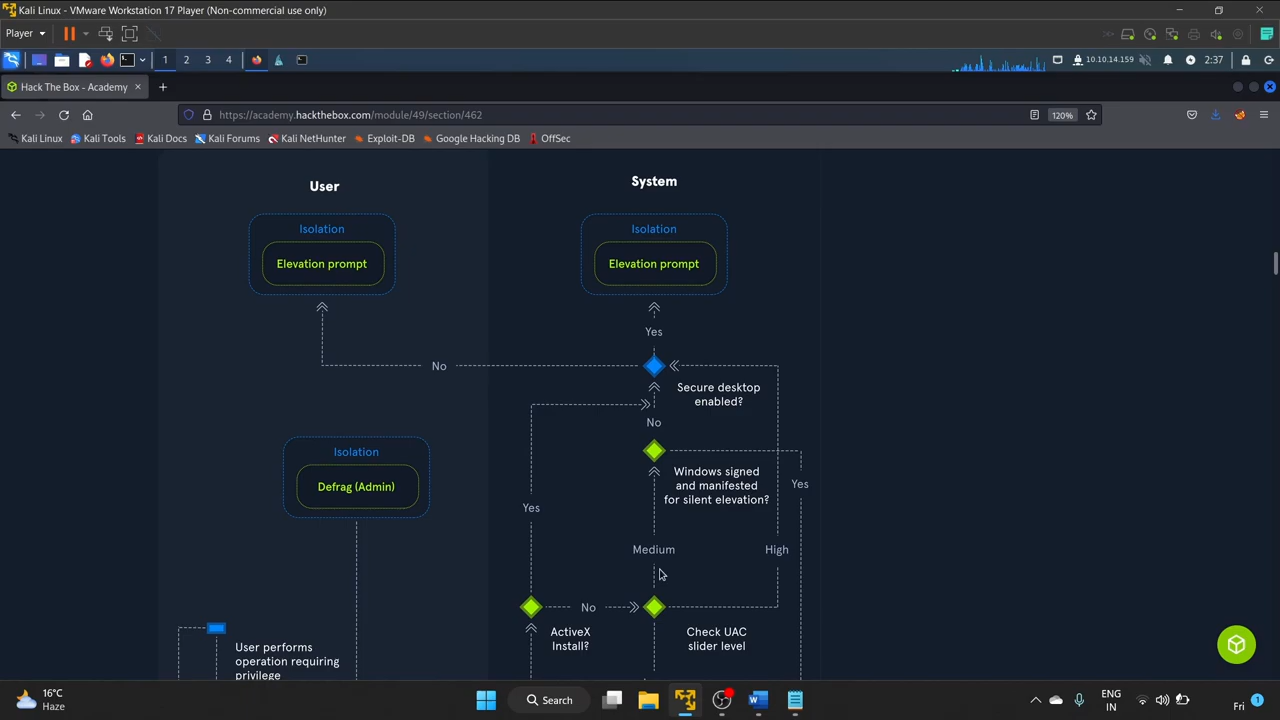 Kali Linux - VMware Workstation 17 Player (Non-commercial use only)
Player
1 2 3 4
10.10.14.159
2:37
Hack The Box - Academy
https://academy.hackthebox.com/module/49/section/462
120%
Kali Linux
Kali Tools
Kali Docs
Kali Forums
Kali NetHunter
Exploit-DB
Google Hacking DB
OffSec
User
System
Isolation
Elevation prompt
Isolation
Elevation prompt
Yes
No
Secure desktop
enabled?
No
Isolation
Defrag (Admin)
Windows signed
and manifested
for silent elevation?
Yes
Yes
Medium
High
No
ActiveX
Install?
Check UAC
slider level
User performs
operation requiring
privilege
16°C
Haze
Search
ENG
IN
06-10-2023
Fri
1